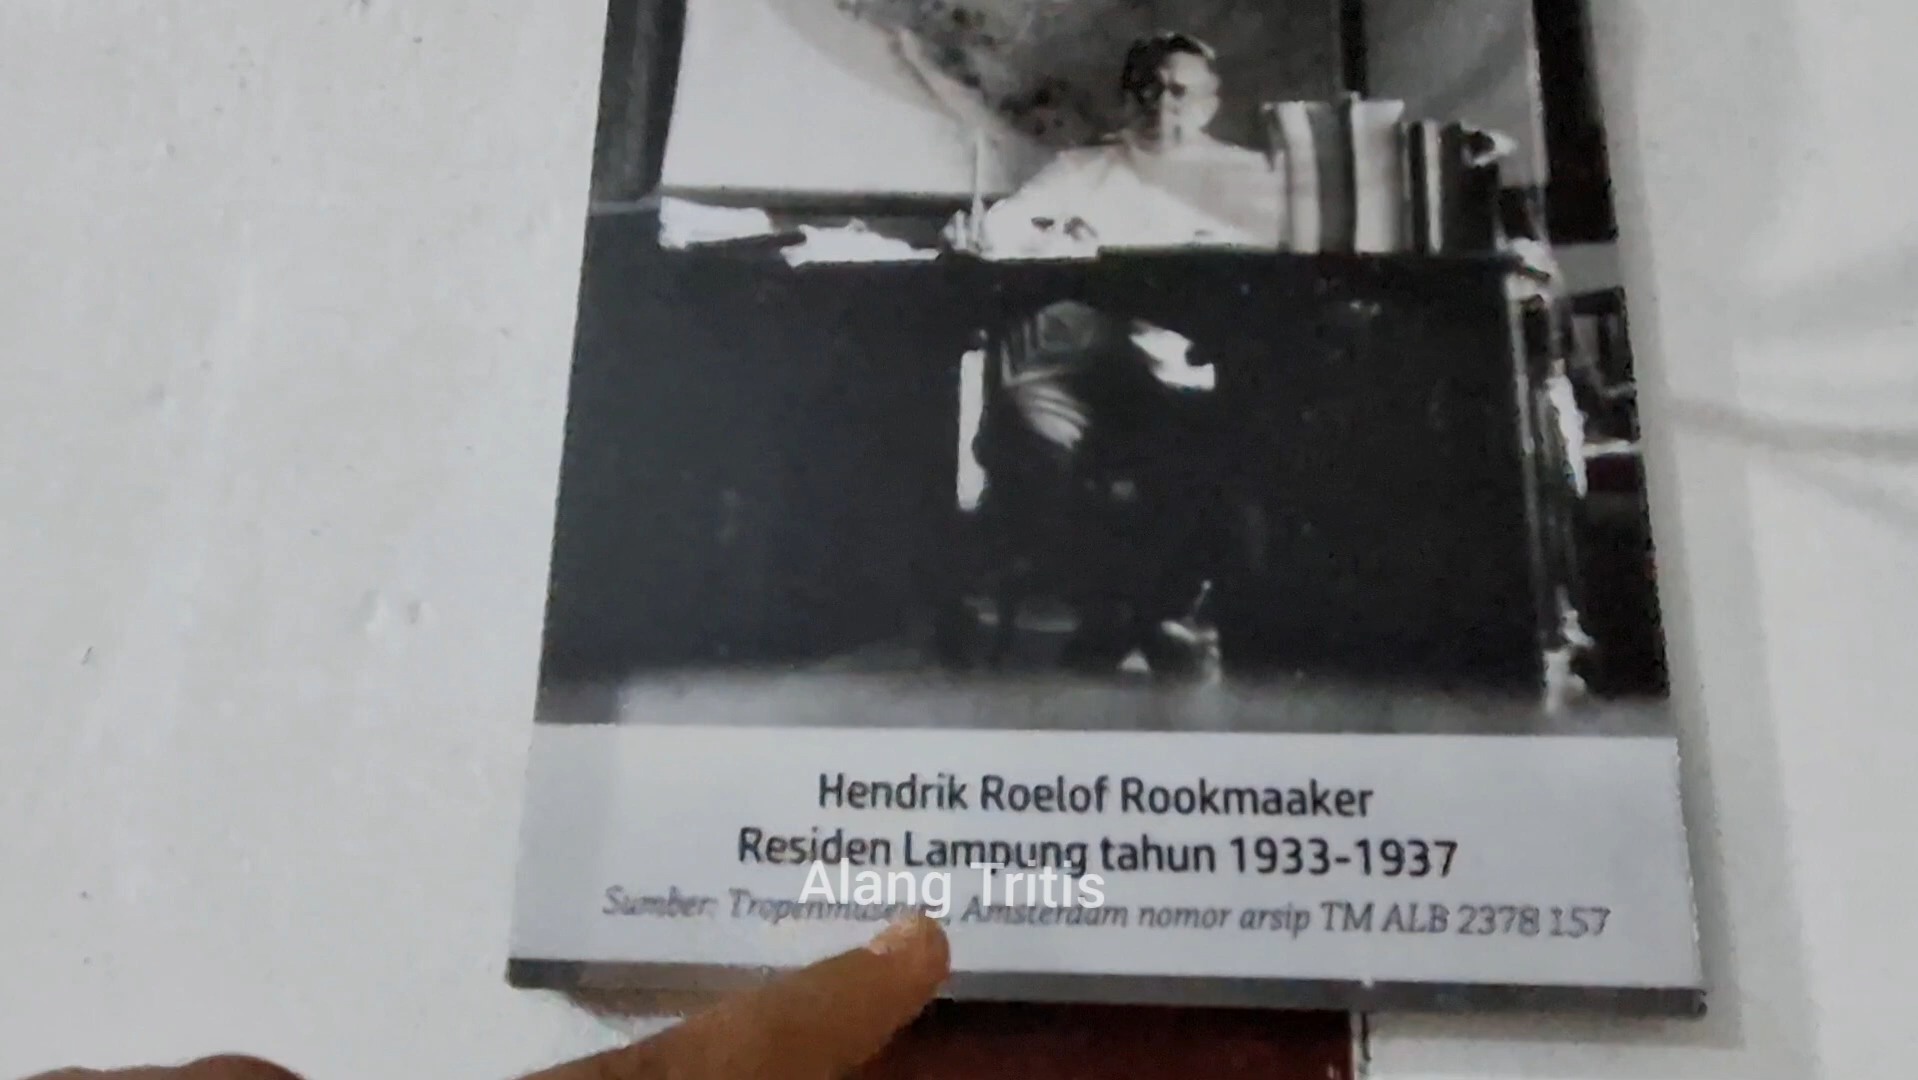 Hendrik Roelof Rookmaaker
Residen Lampung tahun 1933-1937
Alang Tritis
Sumber: Tropenmuseum, Amsterdam nomor arsip TM ALB 2378 157